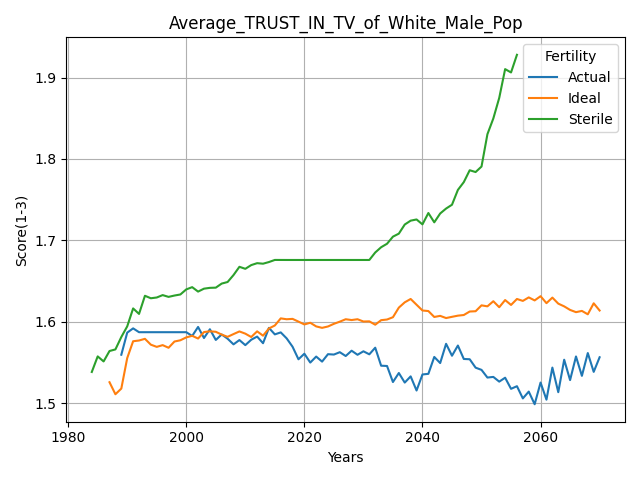 Average_TRUST_IN_TV_of_White_Male_Pop
Score(1-3)
1.9
1.8
1.7
1.6
1.5
Fertility
Actual
Ideal
Sterile
1980
2000
2020
2040
2060
Years